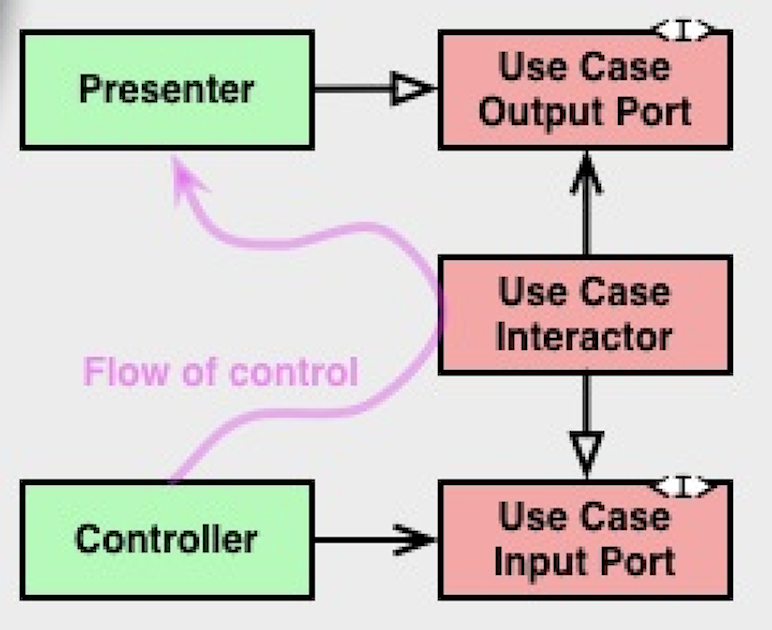 Presenter
I
Use Case
Output Port
Use Case
Interactor
Flow of control
Controller
I
Use Case
Input Port